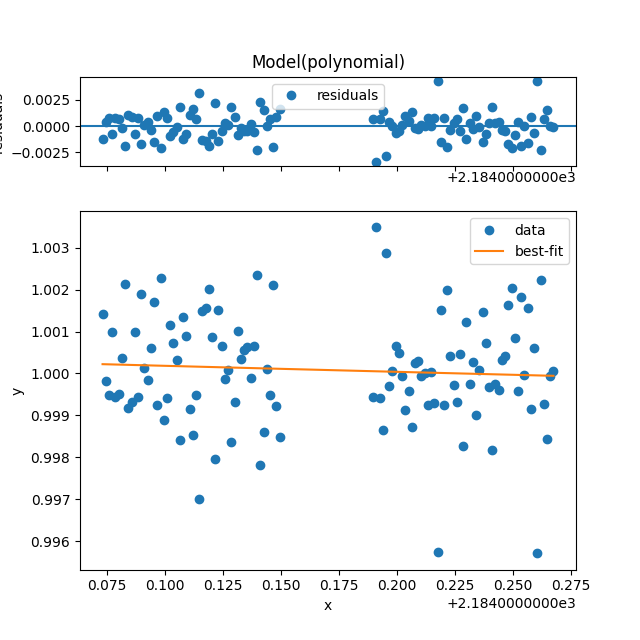 Model(polynomial)
residuals
0.0025
0.0000
−0.0025
residuals
+2.1840000000e3
data
best-fit
1.003
1.002
1.001
1.000
0.999
0.998
0.997
0.996
y
0.075 0.100 0.125 0.150 0.175 0.200 0.225 0.250 0.275
x
+2.1840000000e3